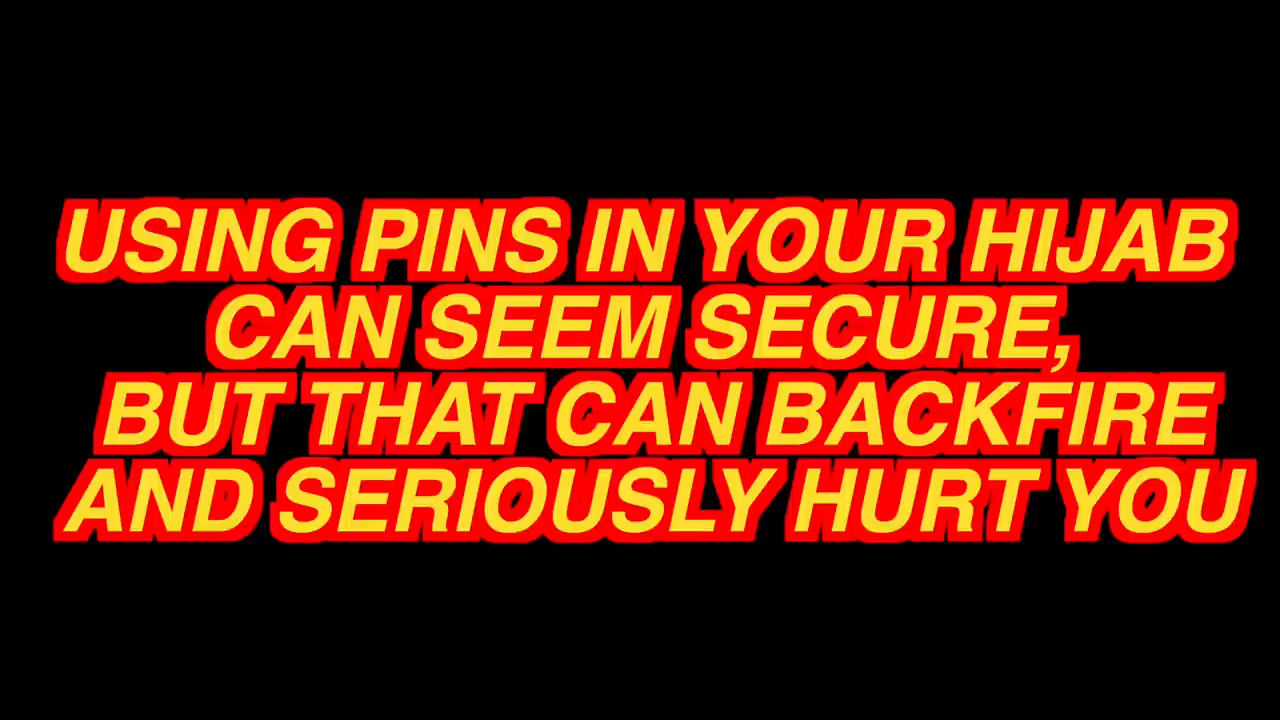 USING PINS IN YOUR HIJAB
CAN SEEM SECURE,
BUT THAT CAN BACKFIRE
AND SERIOUSLY HURT YOU